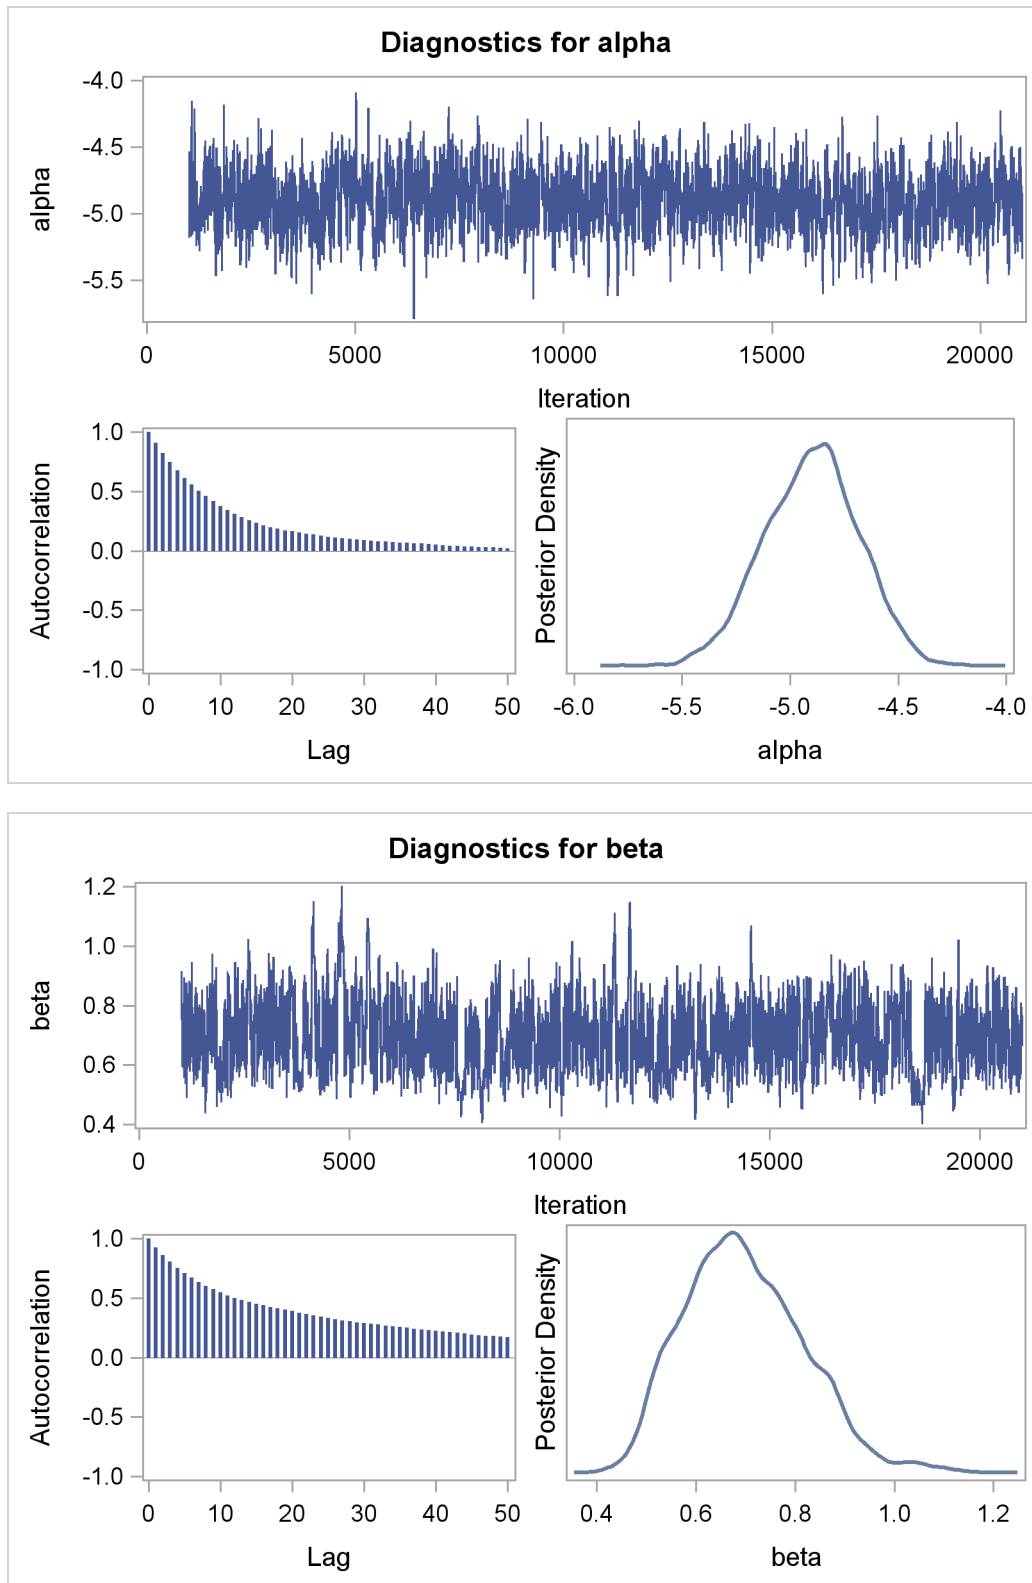 Diagnostics for alpha
alpha
-4.0
-4.5
-5.0
-5.5
0 5000 10000 15000 20000
Iteration
Autocorrelation
1.0
0.5
0.0
-0.5
-1.0
0 10 20 30 40 50
Lag
Posterior Density
-6.0 -5.5 -5.0 -4.5 -4.0
alpha
Diagnostics for beta
beta
1.2
1.0
0.8
0.6
0.4
0 5000 10000 15000 20000
Iteration
Autocorrelation
1.0
0.5
0.0
-0.5
-1.0
0 10 20 30 40 50
Lag
Posterior Density
0.4 0.6 0.8 1.0 1.2
beta